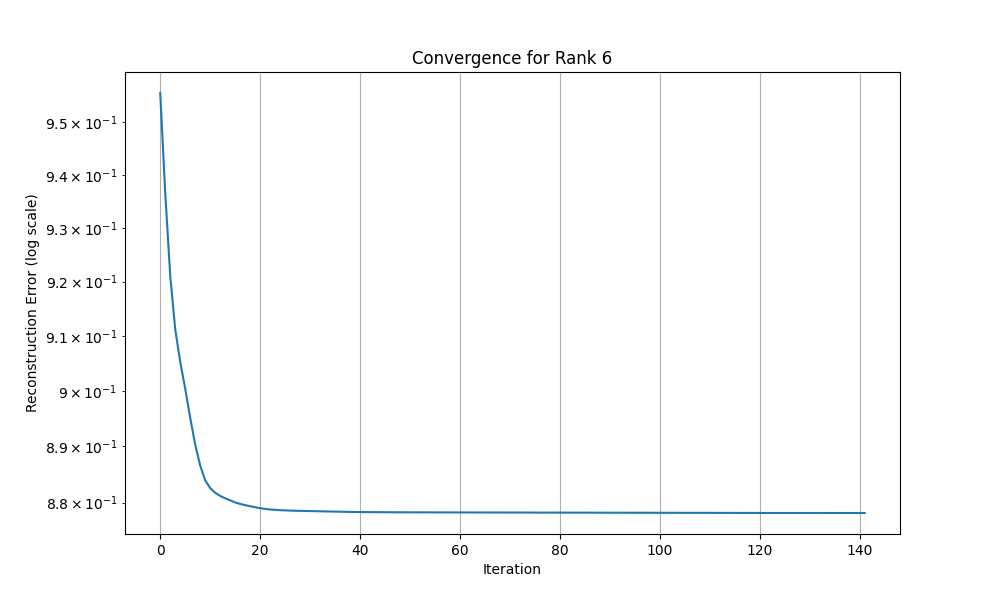 Convergence for Rank 6
Reconstruction Error (log scale)
9.5 × 10⁻¹
9.4 × 10⁻¹
9.3 × 10⁻¹
9.2 × 10⁻¹
9.1 × 10⁻¹
9 × 10⁻¹
8.9 × 10⁻¹
8.8 × 10⁻¹
0 20 40 60 80 100 120 140
Iteration